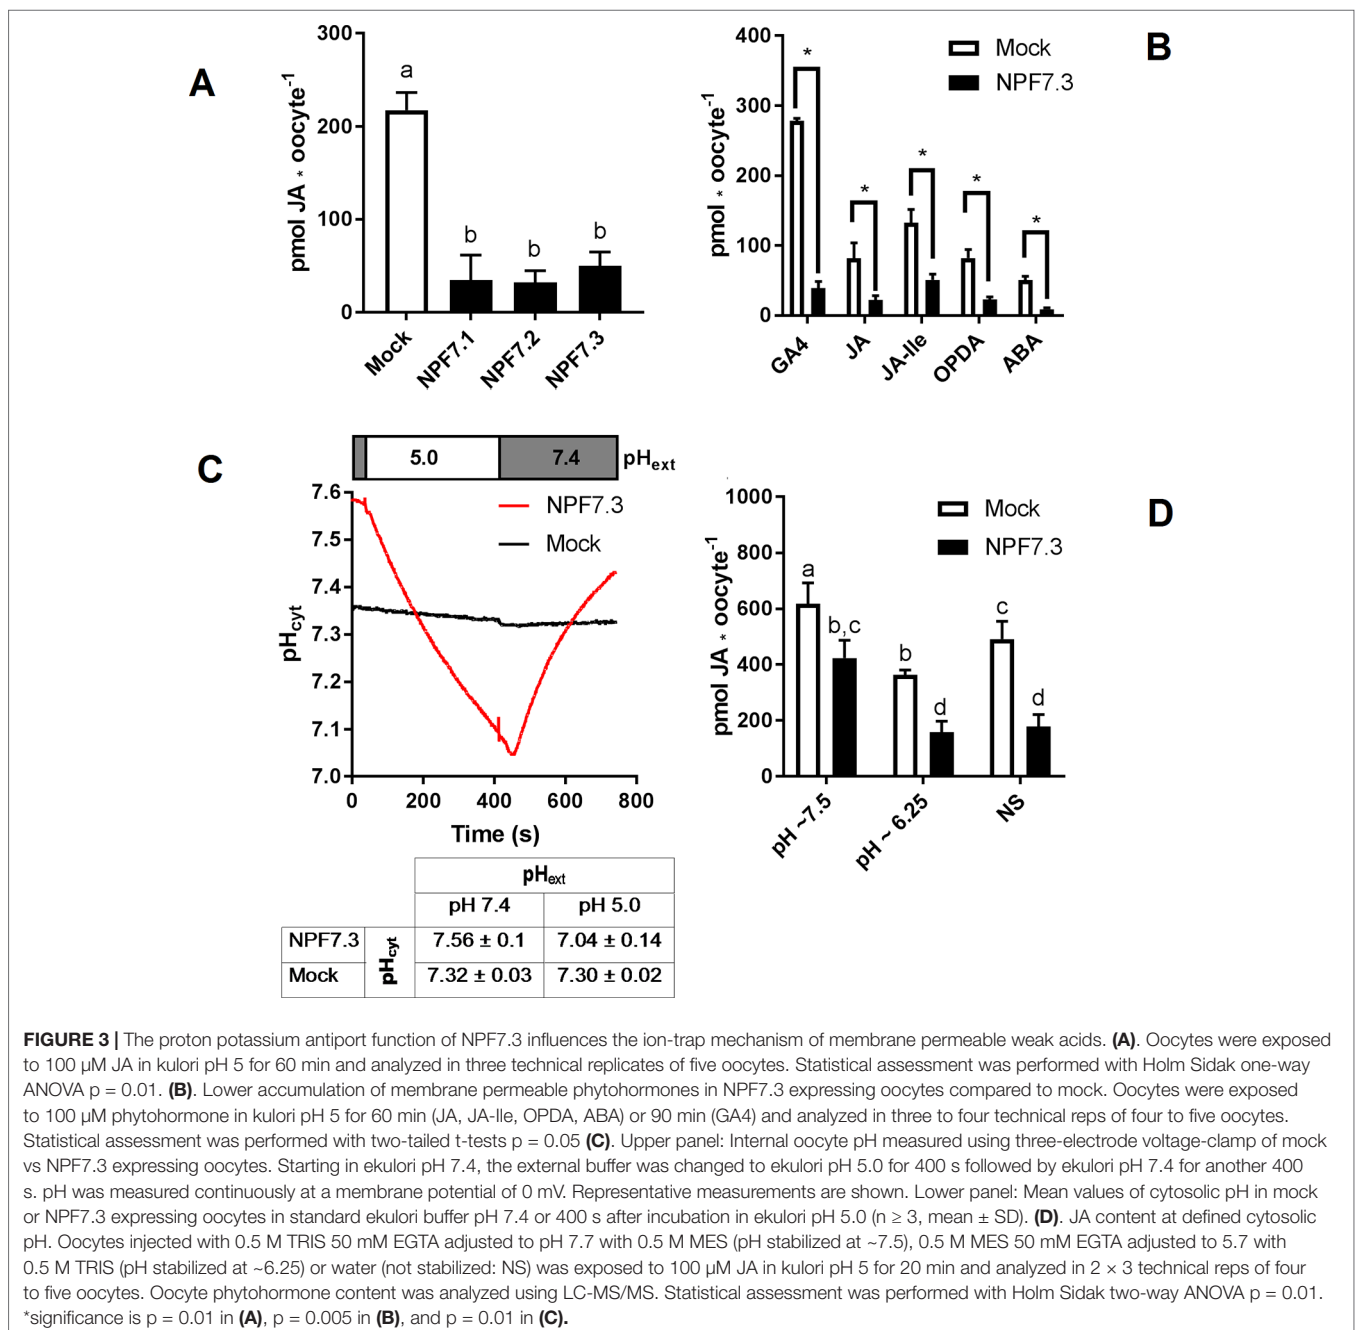 A
300
200
100
0
pmol JA * oocyte-1
a
b
b
b
Mock
NPF7.1
NPF7.2
NPF7.3
B
400
300
200
100
0
pmol * oocyte-1
Mock
NPF7.3
*
*
*
*
*
GA4
JA
JA-Ile
OPDA
ABA
C
5.0
7.4
pHext
7.6
7.5
7.4
7.3
7.2
7.1
7.0
pHcyt
NPF7.3
Mock
0
200
400
600
800
Time (s)
pHext
pH 7.4
pH 5.0
pHcyt
NPF7.3
7.56 ± 0.1
7.04 ± 0.14
Mock
7.32 ± 0.03
7.30 ± 0.02
D
1000
800
600
400
200
0
pmol JA * oocyte-1
Mock
NPF7.3
a
b,c
b
d
c
d
pH ~7.5
pH ~ 6.25
NS
FIGURE 3 | The proton potassium antiport function of NPF7.3 influences the ion-trap mechanism of membrane permeable weak acids. (A). Oocytes were exposed
to 100 µM JA in kulori pH 5 for 60 min and analyzed in three technical replicates of five oocytes. Statistical assessment was performed with Holm Sidak one-way
ANOVA p = 0.01. (B). Lower accumulation of membrane permeable phytohormones in NPF7.3 expressing oocytes compared to mock. Oocytes were exposed
to 100 µM phytohormone in kulori pH 5 for 60 min (JA, JA-Ile, OPDA, ABA) or 90 min (GA4) and analyzed in three to four technical reps of four to five oocytes.
Statistical assessment was performed with two-tailed t-tests p = 0.05 (C). Upper panel: Internal oocyte pH measured using three-electrode voltage-clamp of mock
vs NPF7.3 expressing oocytes. Starting in ekulori pH 7.4, the external buffer was changed to ekulori pH 5.0 for 400 s followed by ekulori pH 7.4 for another 400
s. pH was measured continuously at a membrane potential of 0 mV. Representative measurements are shown. Lower panel: Mean values of cytosolic pH in mock
or NPF7.3 expressing oocytes in standard ekulori buffer pH 7.4 or 400 s after incubation in ekulori pH 5.0 (n ≥ 3, mean ± SD). (D). JA content at defined cytosolic
pH. Oocytes injected with 0.5 M TRIS 50 mM EGTA adjusted to pH 7.7 with 0.5 M MES (pH stabilized at ~7.5), 0.5 M MES 50 mM EGTA adjusted to 5.7 with
0.5 M TRIS (pH stabilized at ~6.25) or water (not stabilized: NS) was exposed to 100 µM JA in kulori pH 5 for 20 min and analyzed in 2 × 3 technical reps of four
to five oocytes. Oocyte phytohormone content was analyzed using LC-MS/MS. Statistical assessment was performed with Holm Sidak two-way ANOVA p = 0.01.
*significance is p = 0.01 in (A), p = 0.005 in (B), and p = 0.01 in (C).